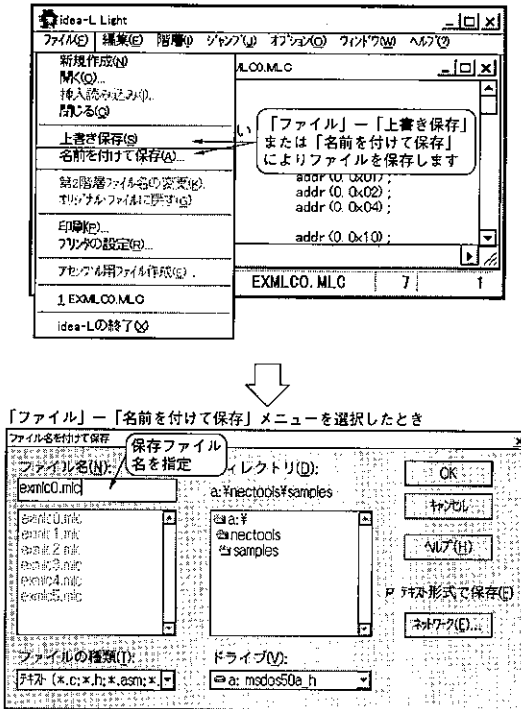 idea-L Light
ファイル(F) 編集(E) 階層(I) ジャンプ(J) オプション(O) ウィンドウ(W) ヘルプ(?)
新規作成(N)
開く(O)...
挿入読み込み(I)...
閉じる(C)
上書き保存(S)
名前を付けて保存(A)...
第2階層ファイル名の変更(R)...
オリジナル・ファイルに戻す(G)
印刷(P)...
プリンタの設定(R)...
アセンブル用ファイル作成(E)...
1 EXMLC0.MLC
idea-Lの終了(X)
MLC0.MLC
い
「ファイル」ー「上書き保存」
または「名前を付けて保存」
によりファイルを保存します
addr (0, 0x01) ;
addr (0, 0x02) ;
addr (0, 0x04) ;
addr (0, 0x10) ;
EXMLC0. MLC 7 1
「ファイル」ー「名前を付けて保存」メニューを選択したとき
ファイル名を付けて保存
保存ファイル
名を指定
ファイル名(N):
exmlc0.mlc
exmlc0.mlc
exmlc1.mlc
exmlc2.mlc
exmlc3.mlc
exmlc4.mlc
exmlc5.mlc
ファイルの種類(T):
テキスト (*.c;*.h;*.asm;*.
ィレクトリ(D):
a:¥nectools¥samples
a:¥
nectools
samples
ドライブ(V):
a: msdos50a_h
OK
キャンセル
ヘルプ(H)
テキスト形式で保存(E)
ネットワーク(E)...